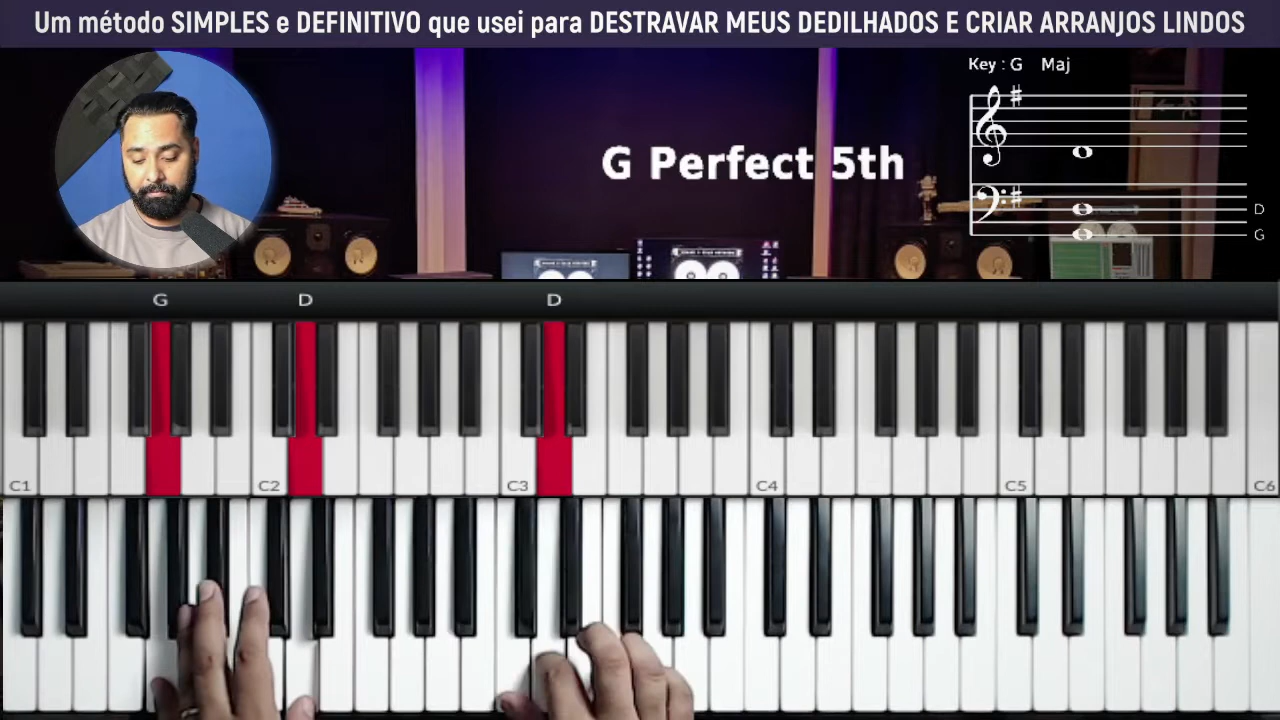 Um método SIMPLES e DEFINITIVO que usei para DESTRAVAR MEUS DEDILHADOS E CRIAR ARRANJOS LINDOS
Key : G Maj
G Perfect 5th
D
G
G D D
C1 C2 C3 C4 C5 C6